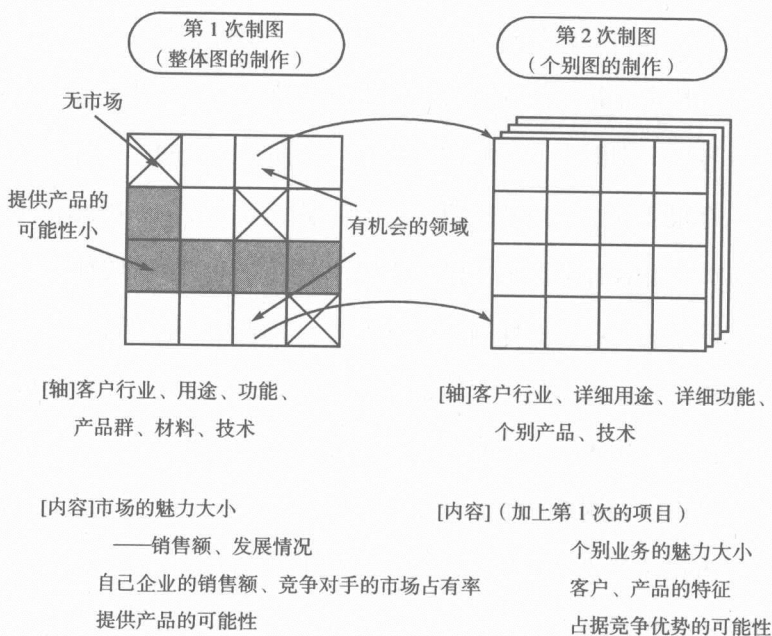 第1次制图
（整体图的制作）
第2次制图
（个别图的制作）
无市场
提供产品的
可能性小
有机会的领域
[轴]客户行业、用途、功能、
产品群、材料、技术
[轴]客户行业、详细用途、详细功能、
个别产品、技术
[内容]市场的魅力大小
——销售额、发展情况
自己企业的销售额、竞争对手的市场占有率
提供产品的可能性
[内容]（加上第1次的项目）
个别业务的魅力大小
客户、产品的特征
占据竞争优势的可能性